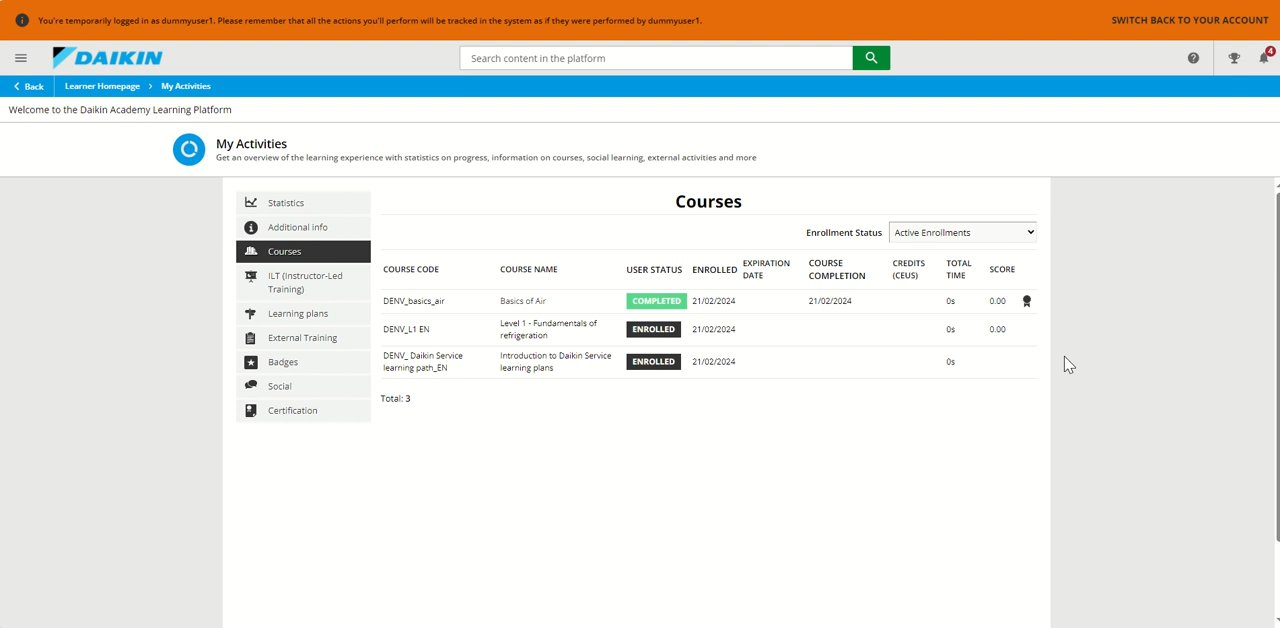 You're temporarily logged in as dummyuser1. Please remember that all the actions you'll perform will be tracked in the system as if they were performed by dummyuser1.
SWITCH BACK TO YOUR ACCOUNT
DAIKIN
Search content in the platform
4
Back
Learner Homepage
My Activities
Welcome to the Daikin Academy Learning Platform
My Activities
Get an overview of the learning experience with statistics on progress, information on courses, social learning, external activities and more
Statistics
Additional info
Courses
ILT (Instructor-Led
Training)
Learning plans
External Training
Badges
Social
Certification
Courses
Enrollment Status Active Enrollments
COURSE CODE COURSE NAME USER STATUS ENROLLED EXPIRATION DATE COURSE COMPLETION CREDITS (CEUS) TOTAL TIME SCORE
DENV_basics_air Basics of Air COMPLETED 21/02/2024 21/02/2024 0s 0.00
DENV_L1 EN Level 1 - Fundamentals of refrigeration ENROLLED 21/02/2024 0s 0.00
DENV_ Daikin Service learning path_EN Introduction to Daikin Service learning plans ENROLLED 21/02/2024 0s
Total: 3